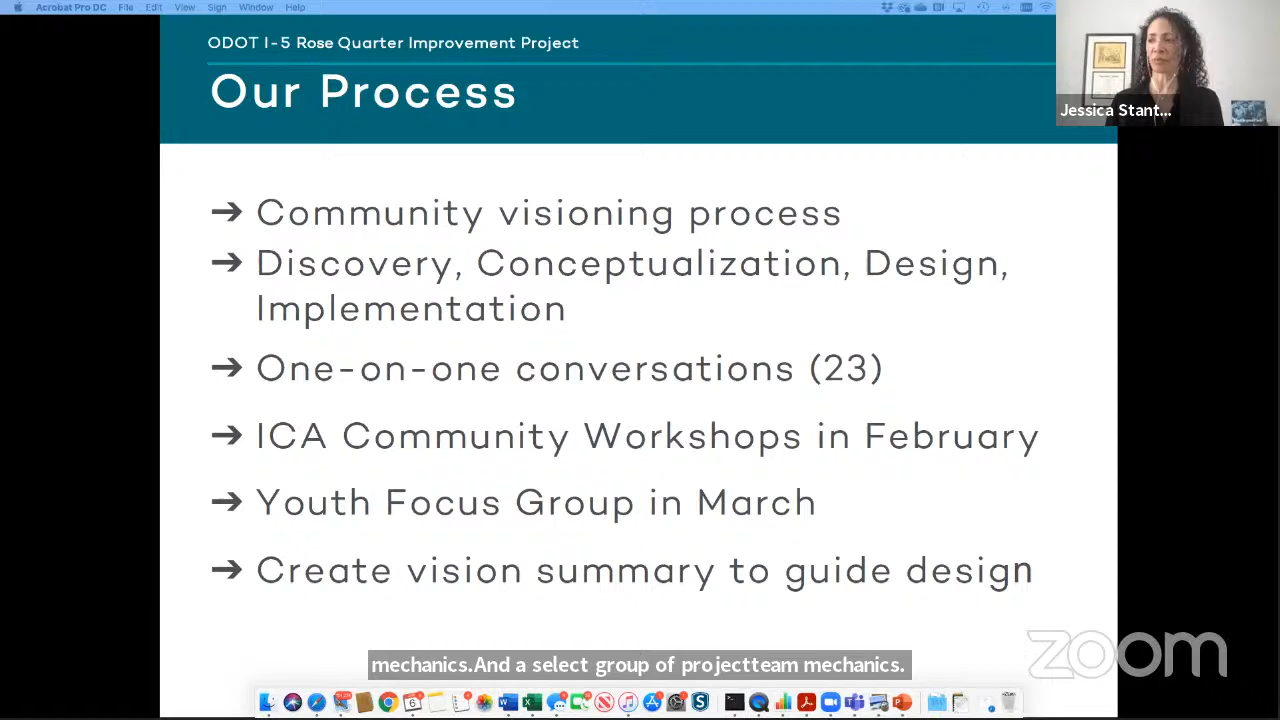 Acrobat Pro DC File Edit View Sign Window Help
ODOT I-5 Rose Quarter Improvement Project
Our Process
Jessica Stant...
➔ Community visioning process
➔ Discovery, Conceptualization, Design,
Implementation
➔ One-on-one conversations (23)
➔ ICA Community Workshops in February
➔ Youth Focus Group in March
➔ Create vision summary to guide design
zoom
mechanics.And a select group of projectteam mechanics.